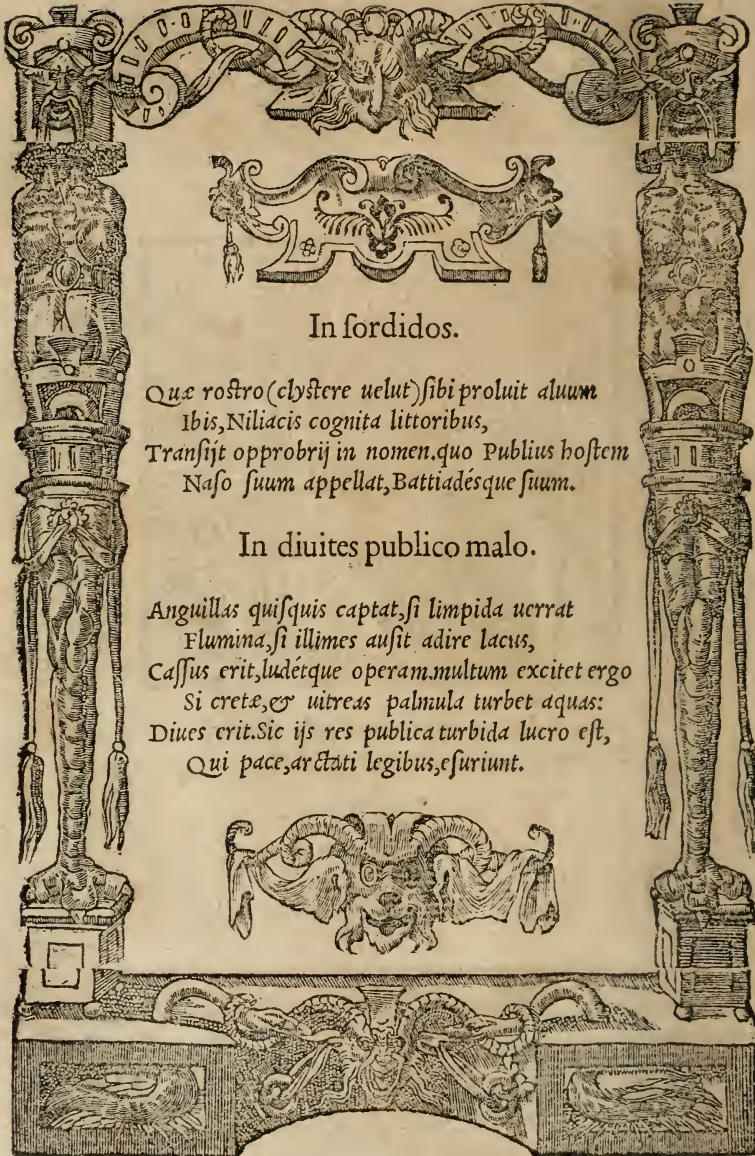 In ſordidos.
Quæ roſtro (clyſtere uelut) ſibi proluit aluum
Ibis, Niliacis cognita littoribus,
Tranſijt opprobrij in nomen. quo Publius hoſtem
Naſo ſuum appellat, Battiadésque ſuum.
In diuites publico malo.
Anguillas quiſquis captat, ſi limpida uerrat
Flumina, ſi illimes auſit adire lacus,
Caſſus erit, ludétque operam. multum excitet ergo
Si cretæ, & uitreas palmula turbet aquas:
Diues erit. Sic ijs res publica turbida lucro eſt,
Qui pace, arctati legibus, eſuriunt.